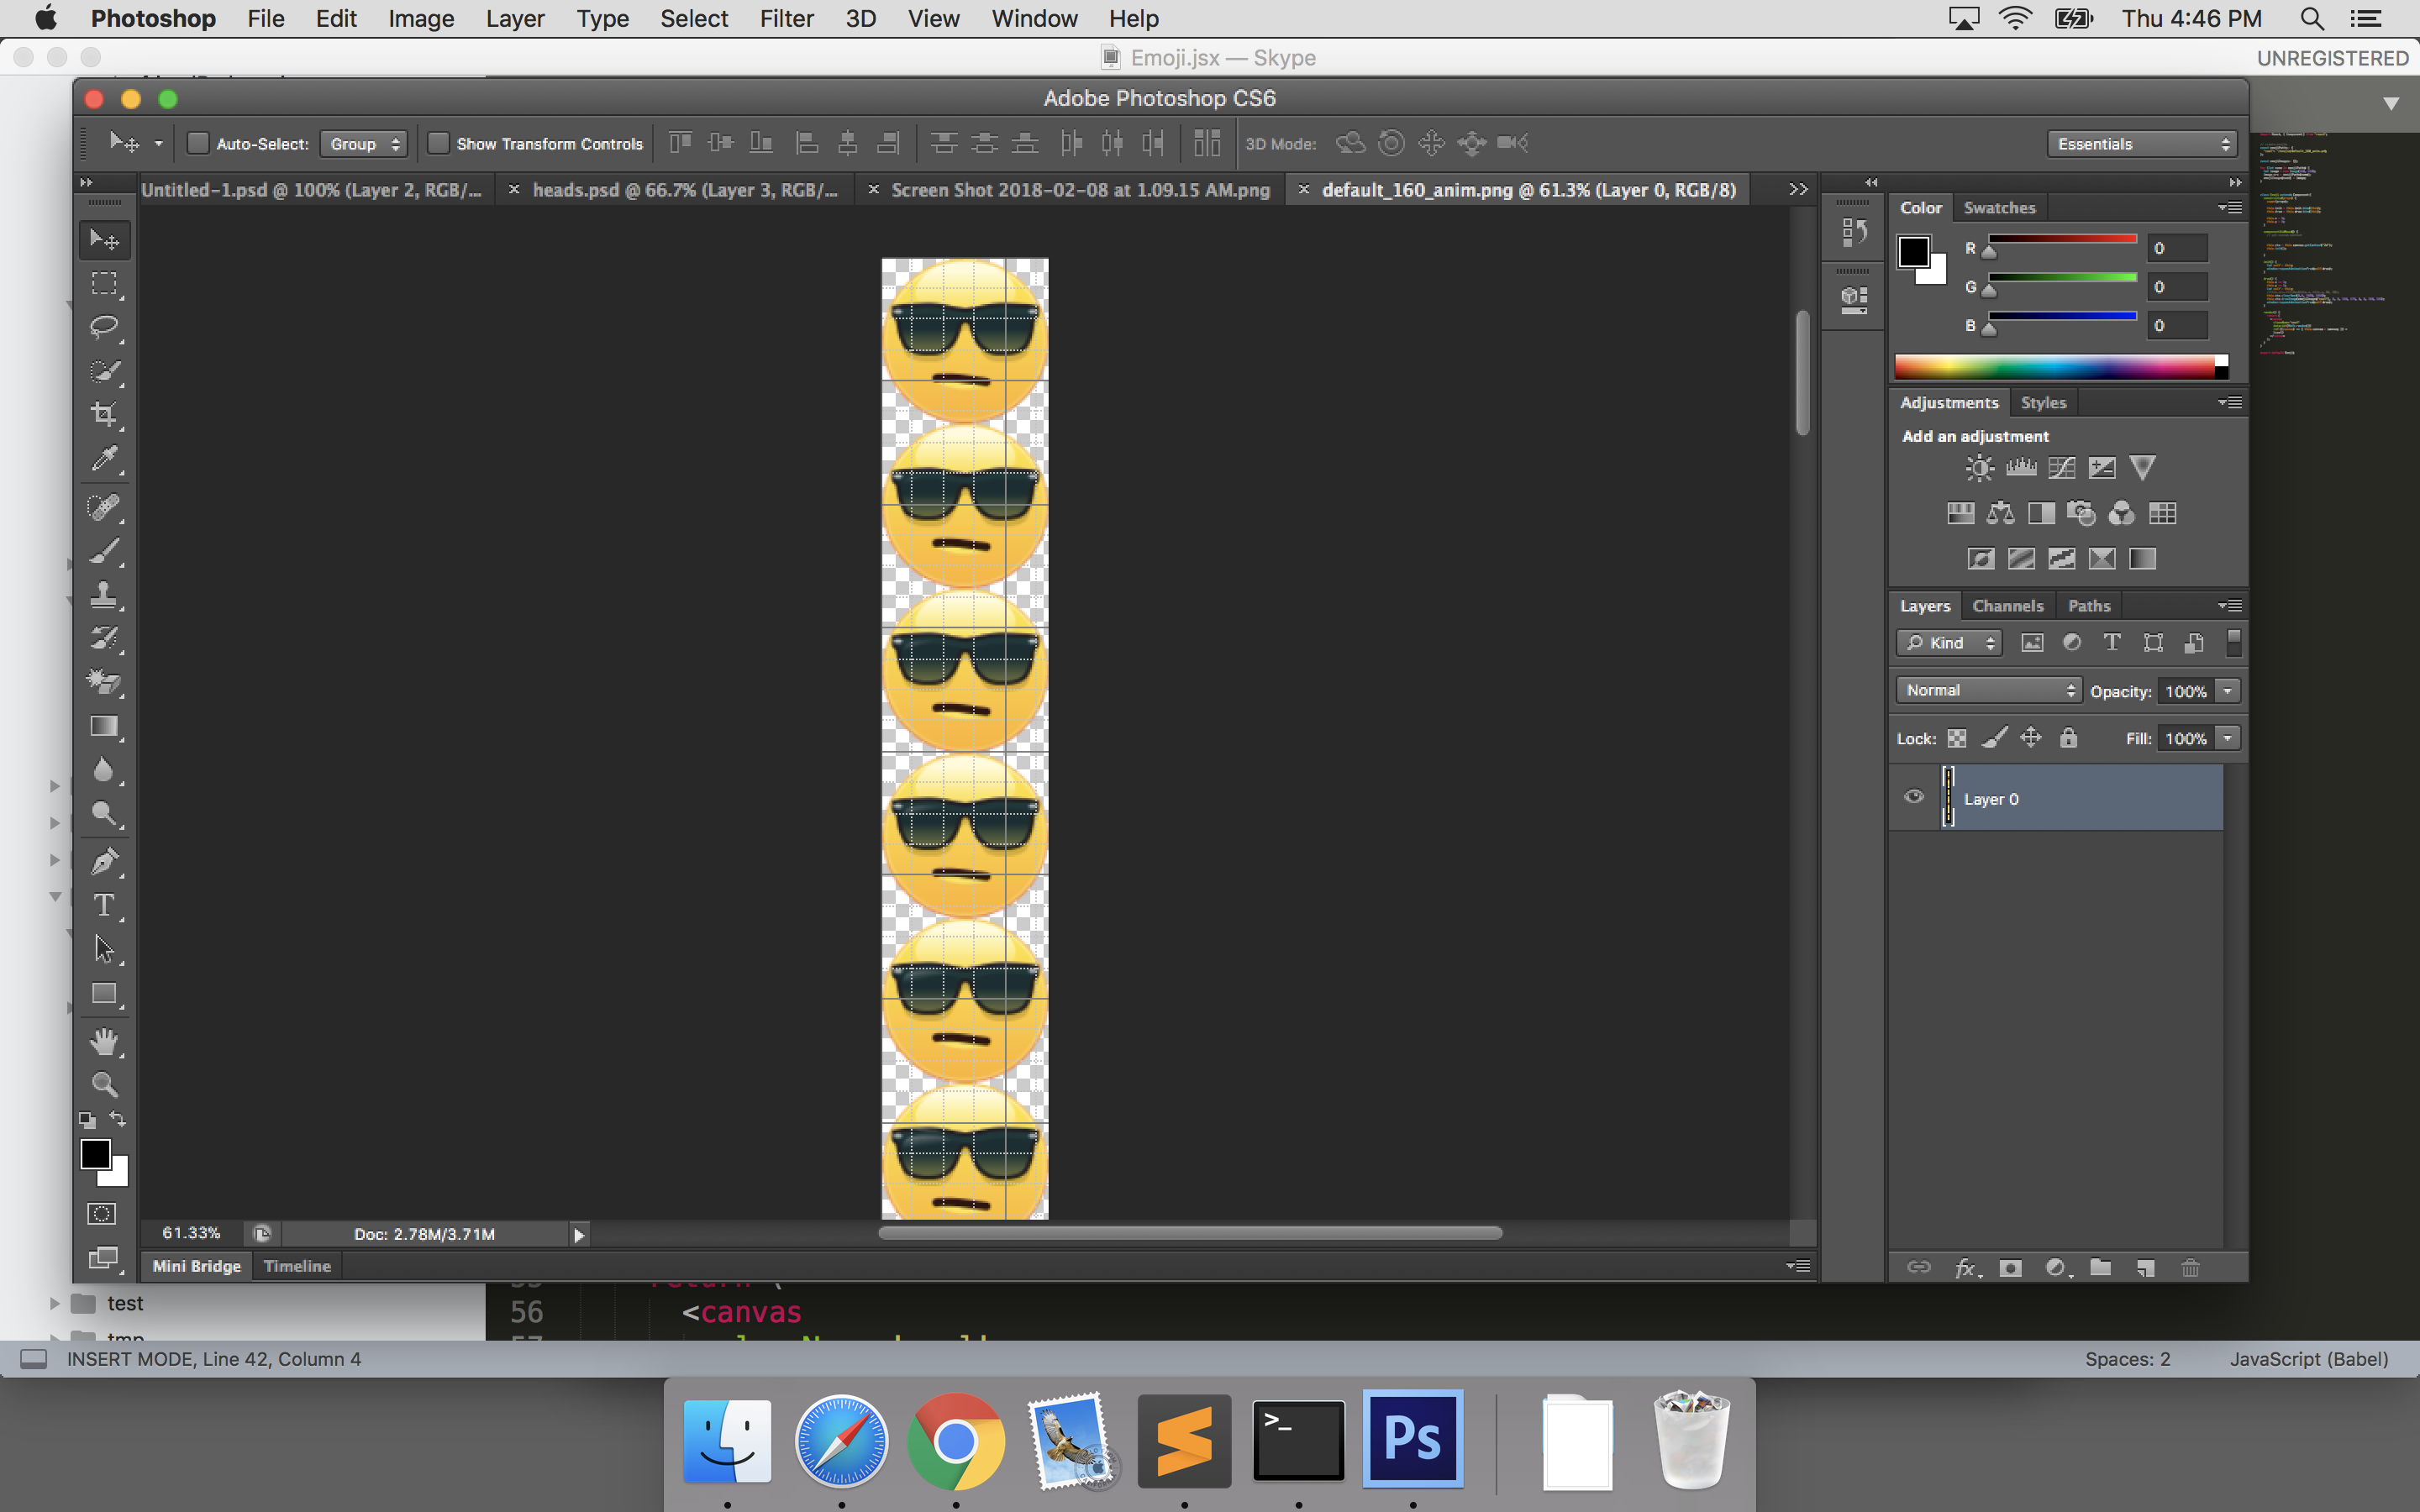 Photoshop File Edit Image Layer Type Select Filter 3D View Window Help Thu 4:46 PM
Emoji.jsx — Skype UNREGISTERED
Adobe Photoshop CS6
Auto-Select: Group Show Transform Controls 3D Mode: Essentials
Untitled-1.psd @ 100% (Layer 2, RGB/... × heads.psd @ 66.7% (Layer 3, RGB/... × Screen Shot 2018-02-08 at 1.09.15 AM.png × default_160_anim.png @ 61.3% (Layer 0, RGB/8) >>
Color Swatches
R 0
G 0
B 0
Adjustments Styles
Add an adjustment
Layers Channels Paths
Kind
Normal Opacity: 100%
Lock: Fill: 100%
Layer 0
61.33% Doc: 2.78M/3.71M
Mini Bridge Timeline
test
56 <canvas
tmp
INSERT MODE, Line 42, Column 4 Spaces: 2 JavaScript (Babel)
>_ Ps